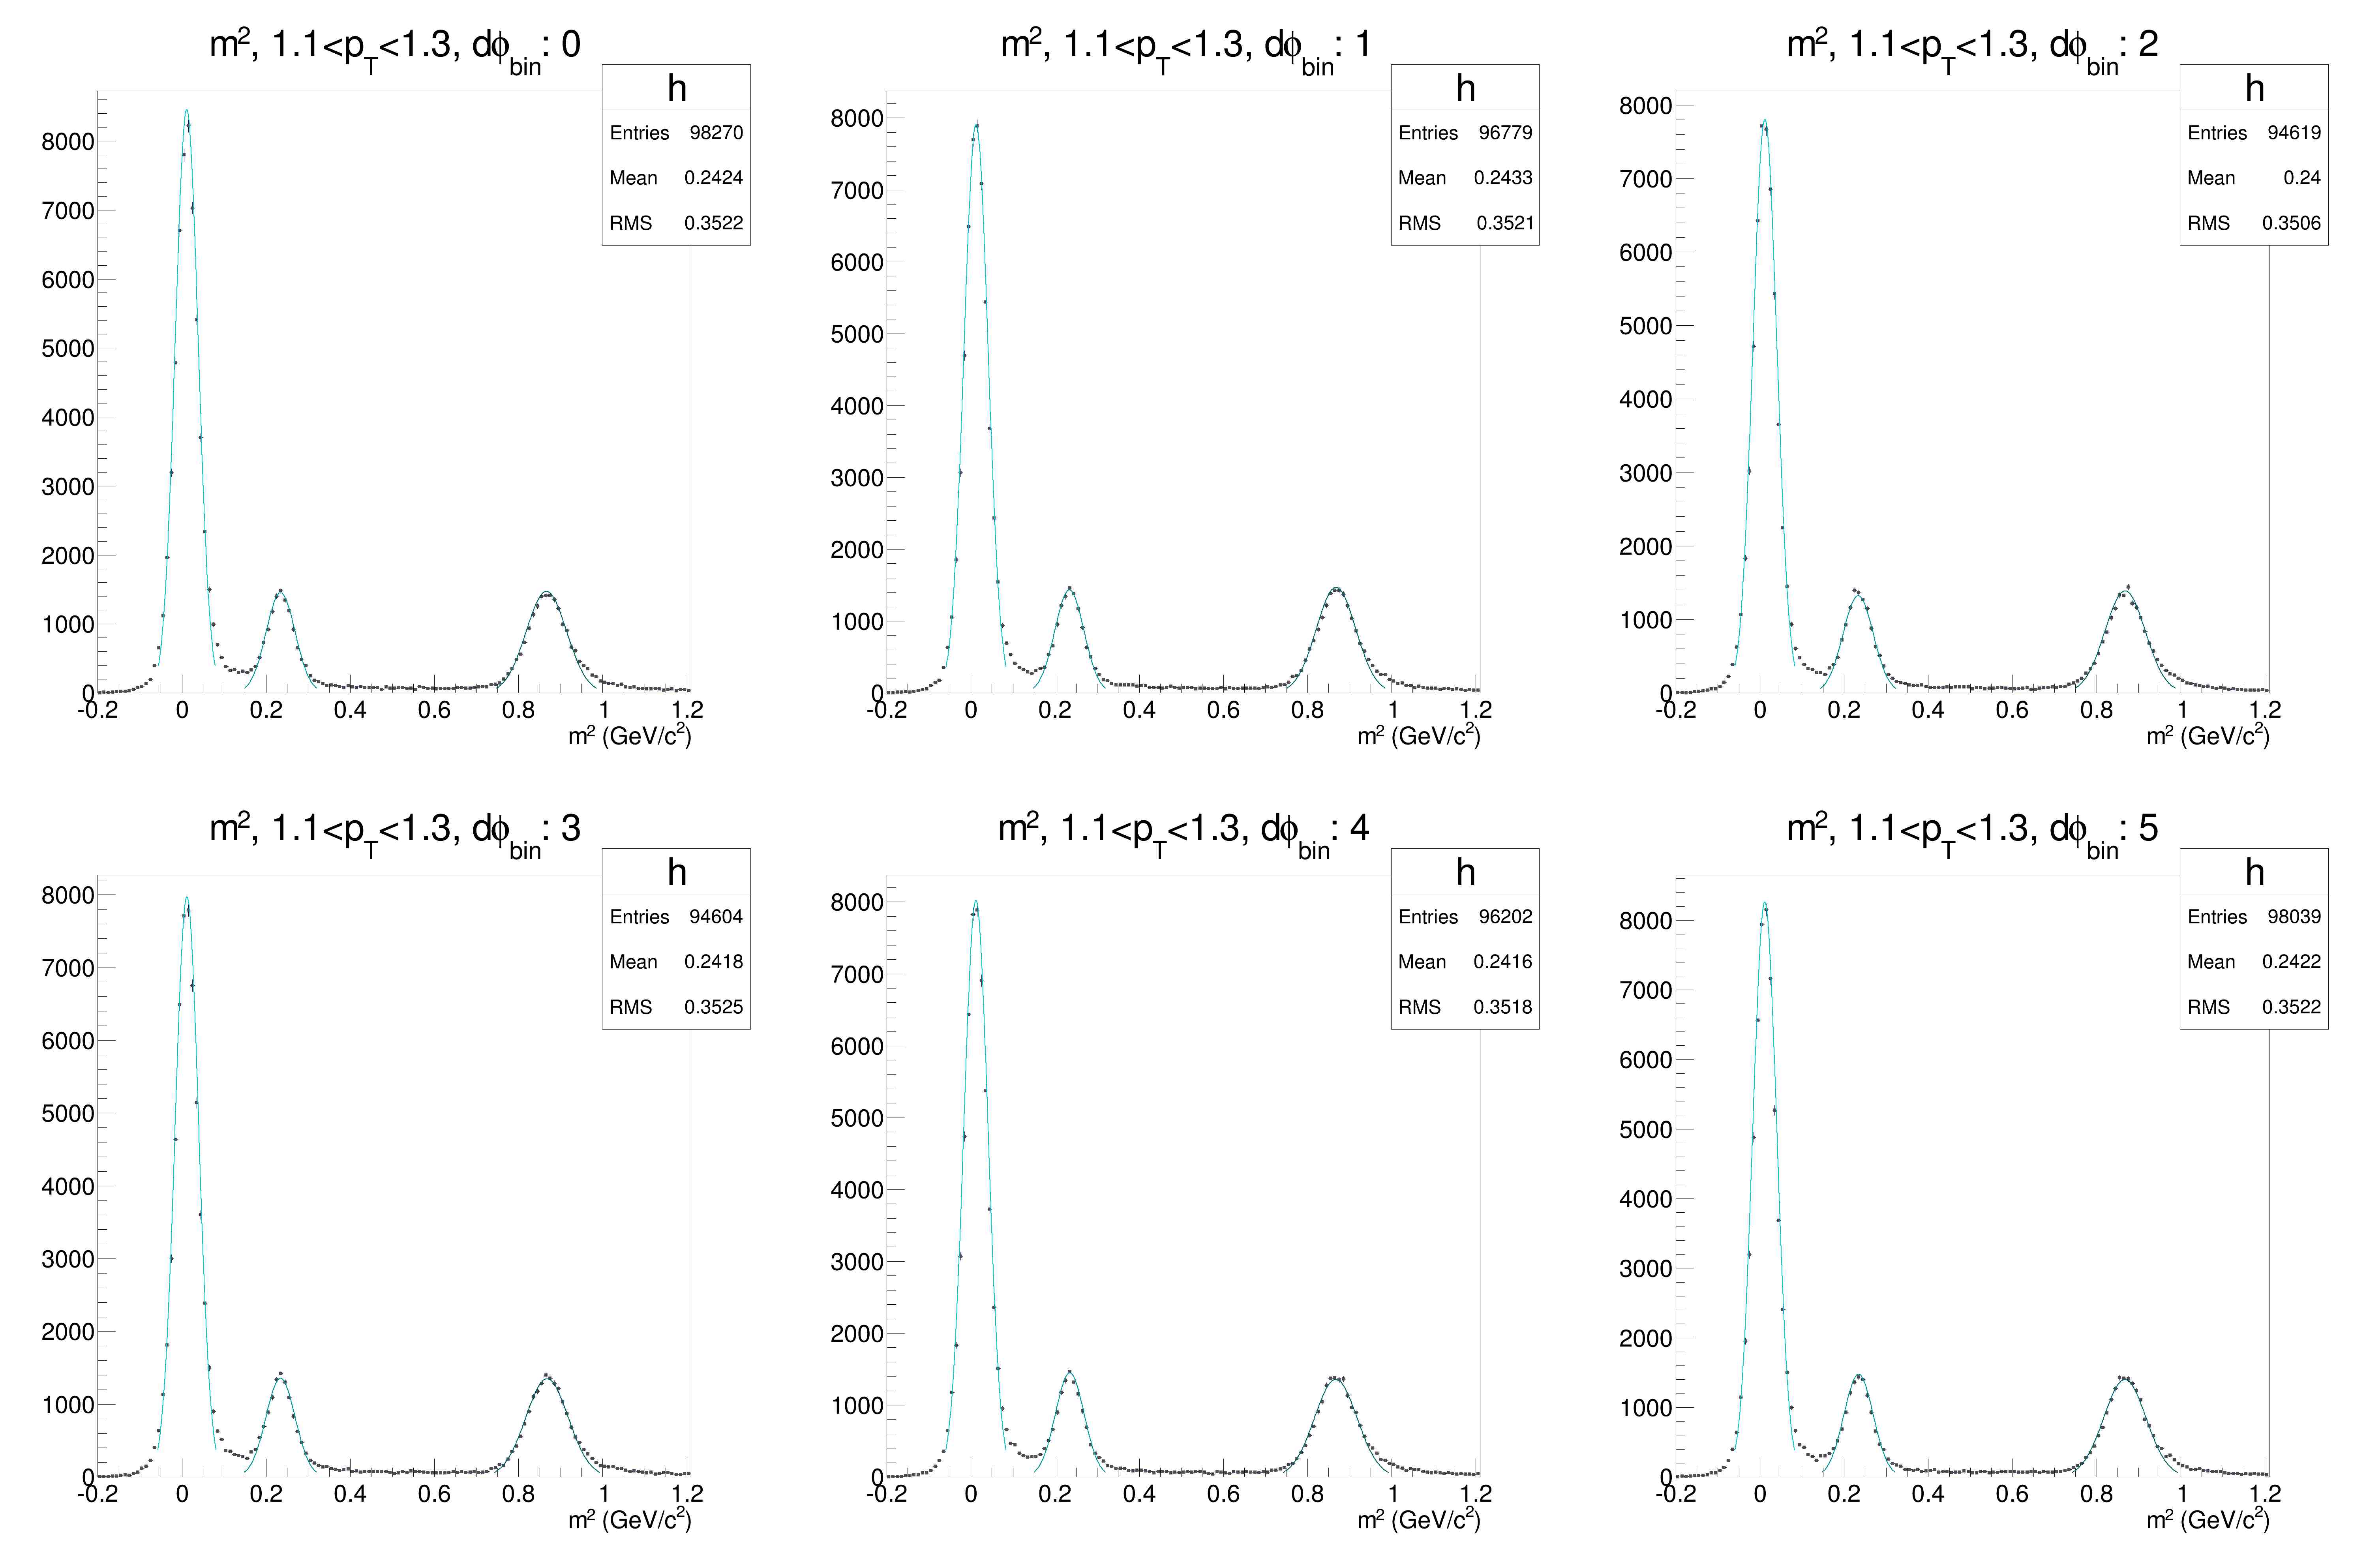 m², 1.1<p_T<1.3, dϕ_bin: 0
h
Entries 98270
Mean 0.2424
RMS 0.3522
8000
7000
6000
5000
4000
3000
2000
1000
0
-0.2 0 0.2 0.4 0.6 0.8 1 1.2
m² (GeV/c²)
m², 1.1<p_T<1.3, dϕ_bin: 1
h
Entries 96779
Mean 0.2433
RMS 0.3521
8000
7000
6000
5000
4000
3000
2000
1000
0
-0.2 0 0.2 0.4 0.6 0.8 1 1.2
m² (GeV/c²)
m², 1.1<p_T<1.3, dϕ_bin: 2
h
Entries 94619
Mean 0.24
RMS 0.3506
8000
7000
6000
5000
4000
3000
2000
1000
0
-0.2 0 0.2 0.4 0.6 0.8 1 1.2
m² (GeV/c²)
m², 1.1<p_T<1.3, dϕ_bin: 3
h
Entries 94604
Mean 0.2418
RMS 0.3525
8000
7000
6000
5000
4000
3000
2000
1000
0
-0.2 0 0.2 0.4 0.6 0.8 1 1.2
m² (GeV/c²)
m², 1.1<p_T<1.3, dϕ_bin: 4
h
Entries 96202
Mean 0.2416
RMS 0.3518
8000
7000
6000
5000
4000
3000
2000
1000
0
-0.2 0 0.2 0.4 0.6 0.8 1 1.2
m² (GeV/c²)
m², 1.1<p_T<1.3, dϕ_bin: 5
h
Entries 98039
Mean 0.2422
RMS 0.3522
8000
7000
6000
5000
4000
3000
2000
1000
0
-0.2 0 0.2 0.4 0.6 0.8 1 1.2
m² (GeV/c²)